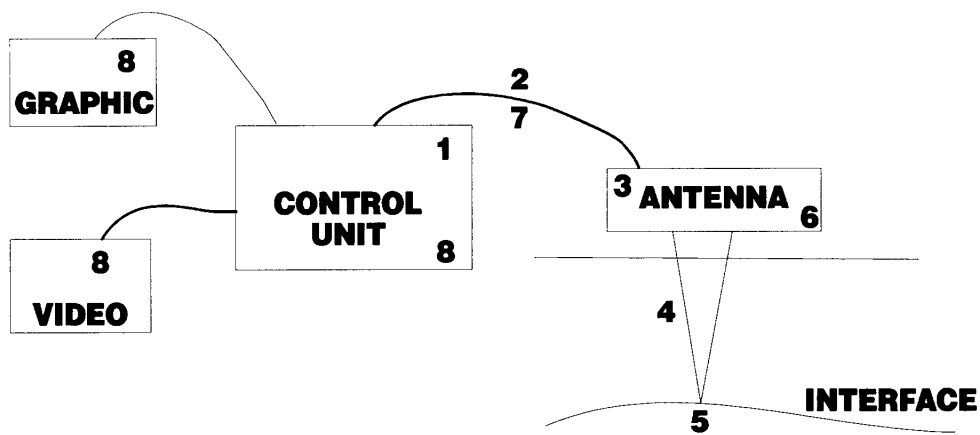 8
GRAPHIC
2
7
1
CONTROL
UNIT
8
3 ANTENNA
6
8
VIDEO
4
INTERFACE
5